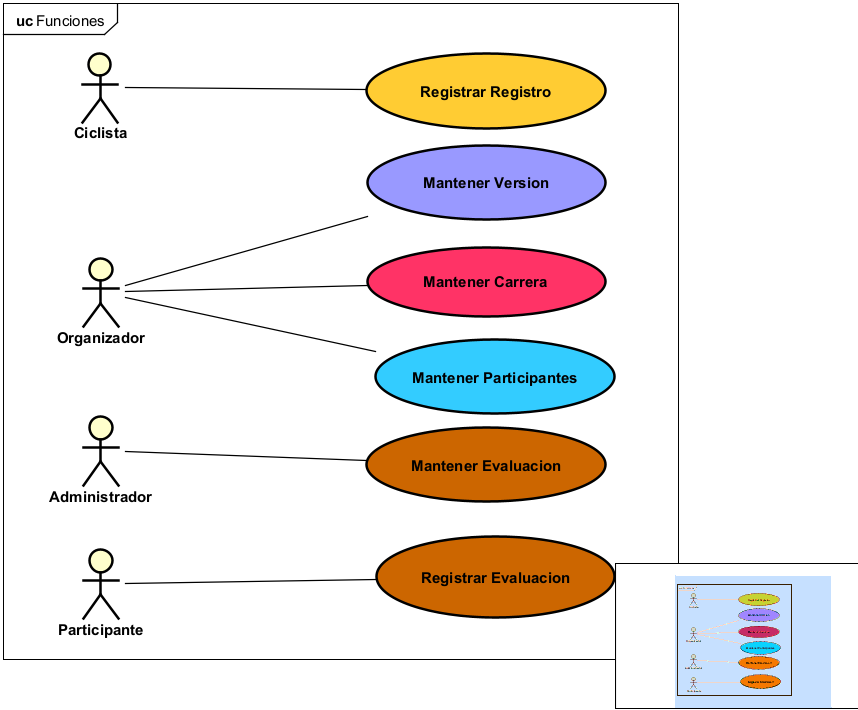 uc Funciones
Ciclista
Registrar Registro
Mantener Version
Organizador
Mantener Carrera
Mantener Participantes
Administrador
Mantener Evaluacion
Participante
Registrar Evaluacion